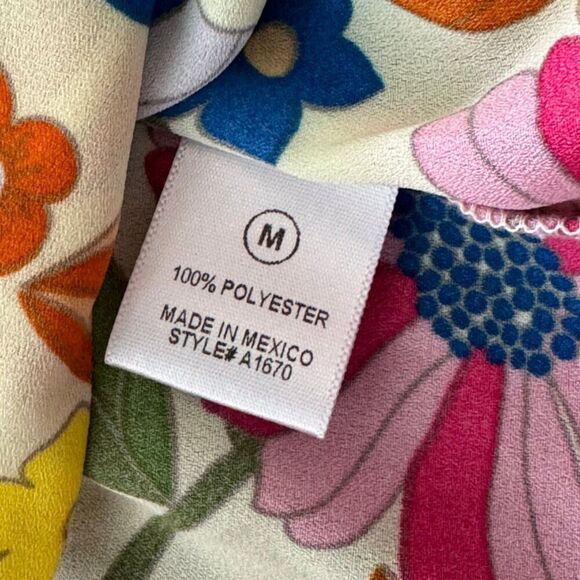 M
100% POLYESTER
MADE IN MEXICO
STYLE# A1670